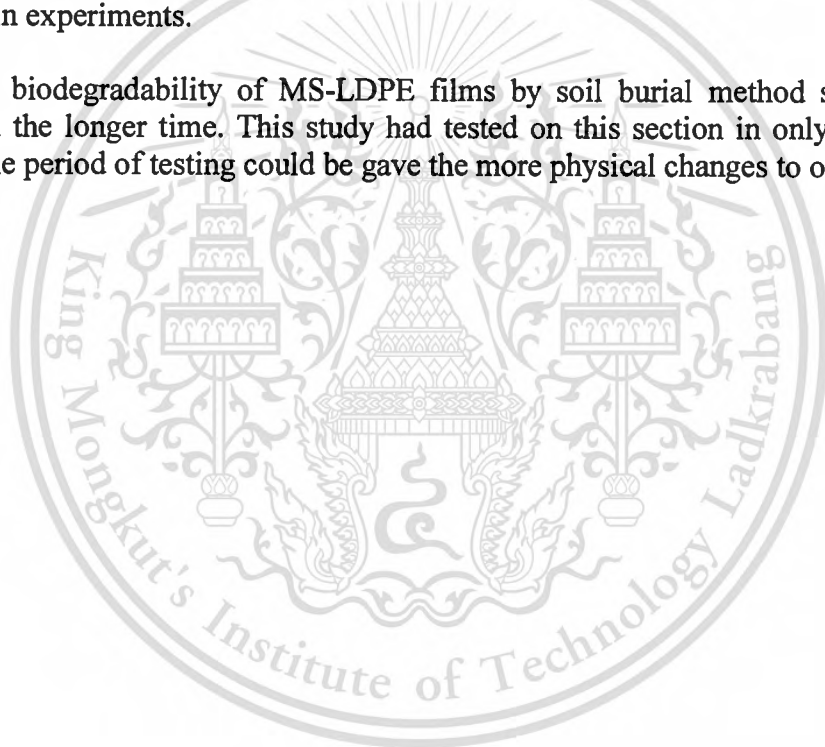 n experiments.
biodegradability of MS-LDPE films by soil burial method s
the longer time. This study had tested on this section in only
e period of testing could be gave the more physical changes to o
King Mongkut's Institute of Technology Ladkrabang